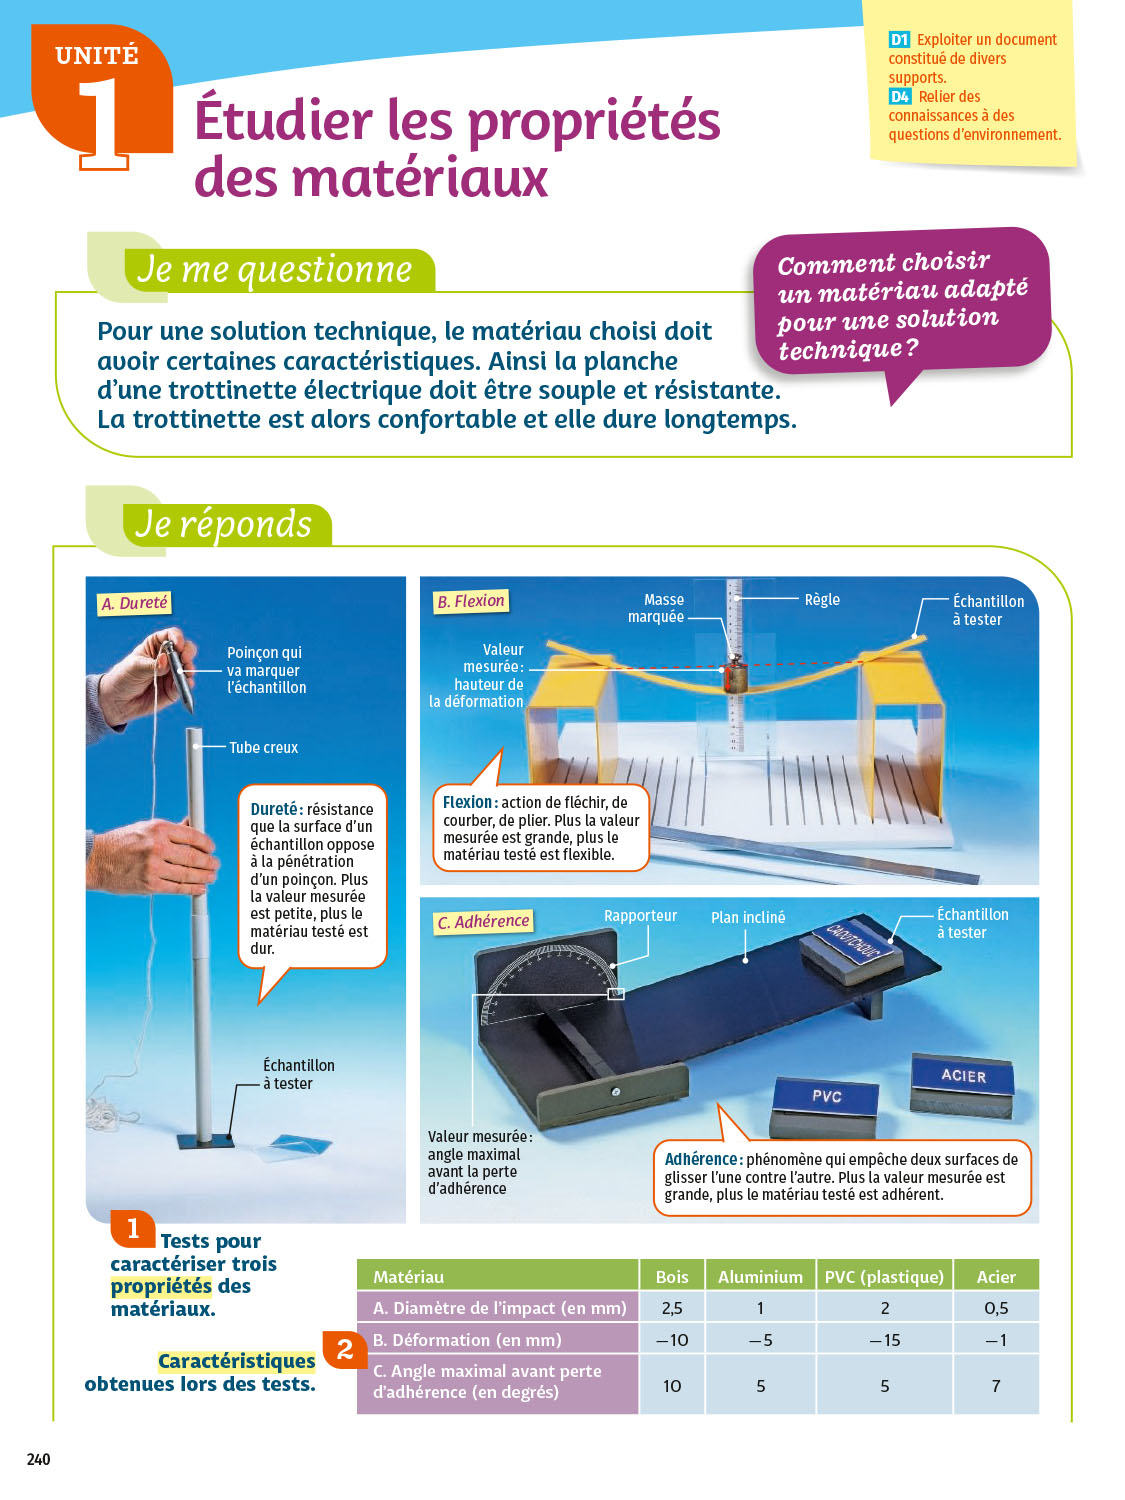 UNITÉ
1
Étudier les propriétés
des matériaux
D1 Exploiter un document
constitué de divers
supports.
D4 Relier des
connaissances à des
questions d'environnement.
Je me questionne
Comment choisir
un matériau adapté
pour une solution
technique ?
Pour une solution technique, le matériau choisi doit
avoir certaines caractéristiques. Ainsi la planche
d'une trottinette électrique doit être souple et résistante.
La trottinette est alors confortable et elle dure longtemps.
Je réponds
A. Dureté
Poinçon qui
va marquer
l'échantillon
Tube creux
Dureté : résistance
que la surface d'un
échantillon oppose
à la pénétration
d'un poinçon. Plus
la valeur mesurée
est petite, plus le
matériau testé est
dur.
Échantillon
à tester
B. Flexion
Masse
marquée
Règle
Échantillon
à tester
Valeur
mesurée :
hauteur de
la déformation
Flexion : action de fléchir, de
courber, de plier. Plus la valeur
mesurée est grande, plus le
matériau testé est flexible.
C. Adhérence
Rapporteur
Plan incliné
Échantillon
à tester
CAOUTCHOUC
PVC
ACIER
Valeur mesurée :
angle maximal
avant la perte
d'adhérence
Adhérence : phénomène qui empêche deux surfaces de
glisser l'une contre l'autre. Plus la valeur mesurée est
grande, plus le matériau testé est adhérent.
1 Tests pour
caractériser trois
propriétés des
matériaux.
2
Caractéristiques
obtenues lors des tests.
Matériau Bois Aluminium PVC (plastique) Acier
A. Diamètre de l'impact (en mm) 2,5 1 2 0,5
B. Déformation (en mm) –10 –5 –15 –1
C. Angle maximal avant perte
d'adhérence (en degrés) 10 5 5 7
240